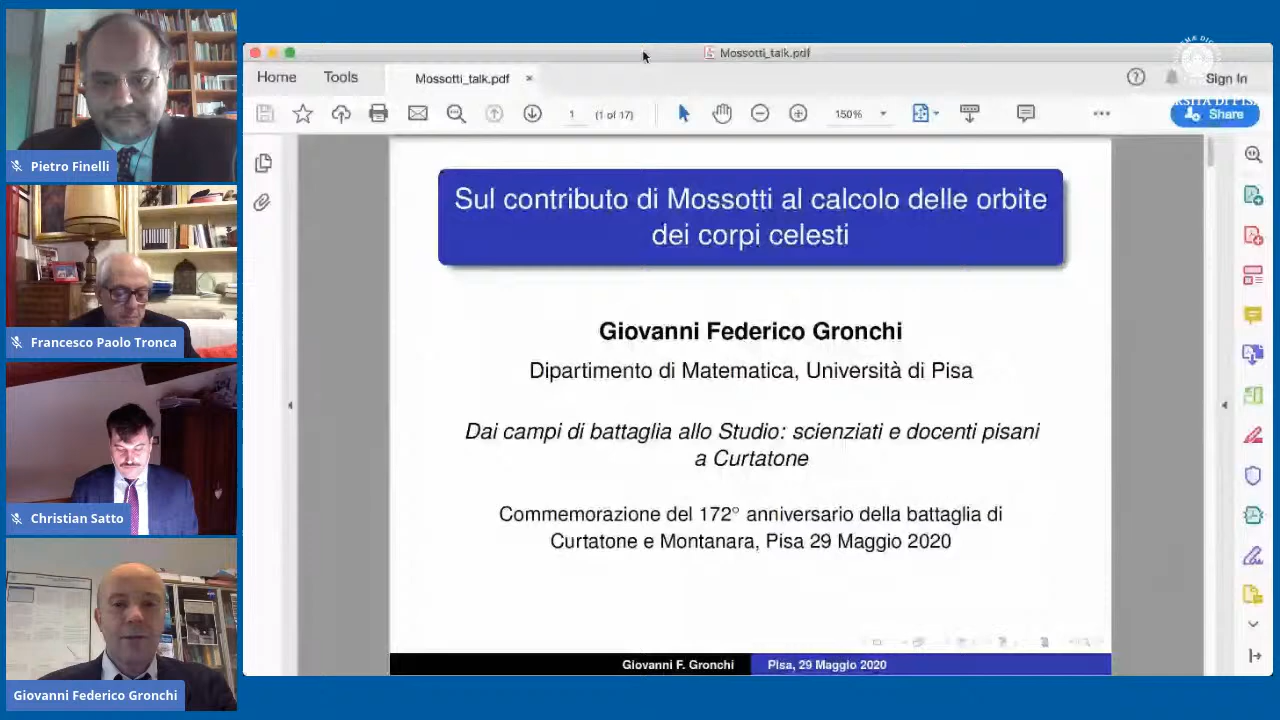 Pietro Finelli
Francesco Paolo Tronca
Christian Satto
Giovanni Federico Gronchi
Mossotti_talk.pdf
Home
Tools
Mossotti_talk.pdf
×
Sign In
1
(1 of 17)
150%
Share
Sul contributo di Mossotti al calcolo delle orbite
dei corpi celesti
Giovanni Federico Gronchi
Dipartimento di Matematica, Università di Pisa
Dai campi di battaglia allo Studio: scienziati e docenti pisani
a Curtatone
Commemorazione del 172° anniversario della battaglia di
Curtatone e Montanara, Pisa 29 Maggio 2020
Giovanni F. Gronchi
Pisa, 29 Maggio 2020